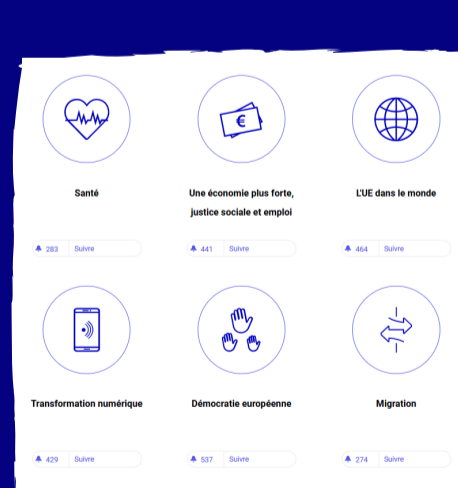 Santé
Une économie plus forte,
justice sociale et emploi
L'UE dans le monde
283 Suivre
441 Suivre
464 Suivre
Transformation numérique
Démocratie européenne
Migration
429 Suivre
537 Suivre
274 Suivre